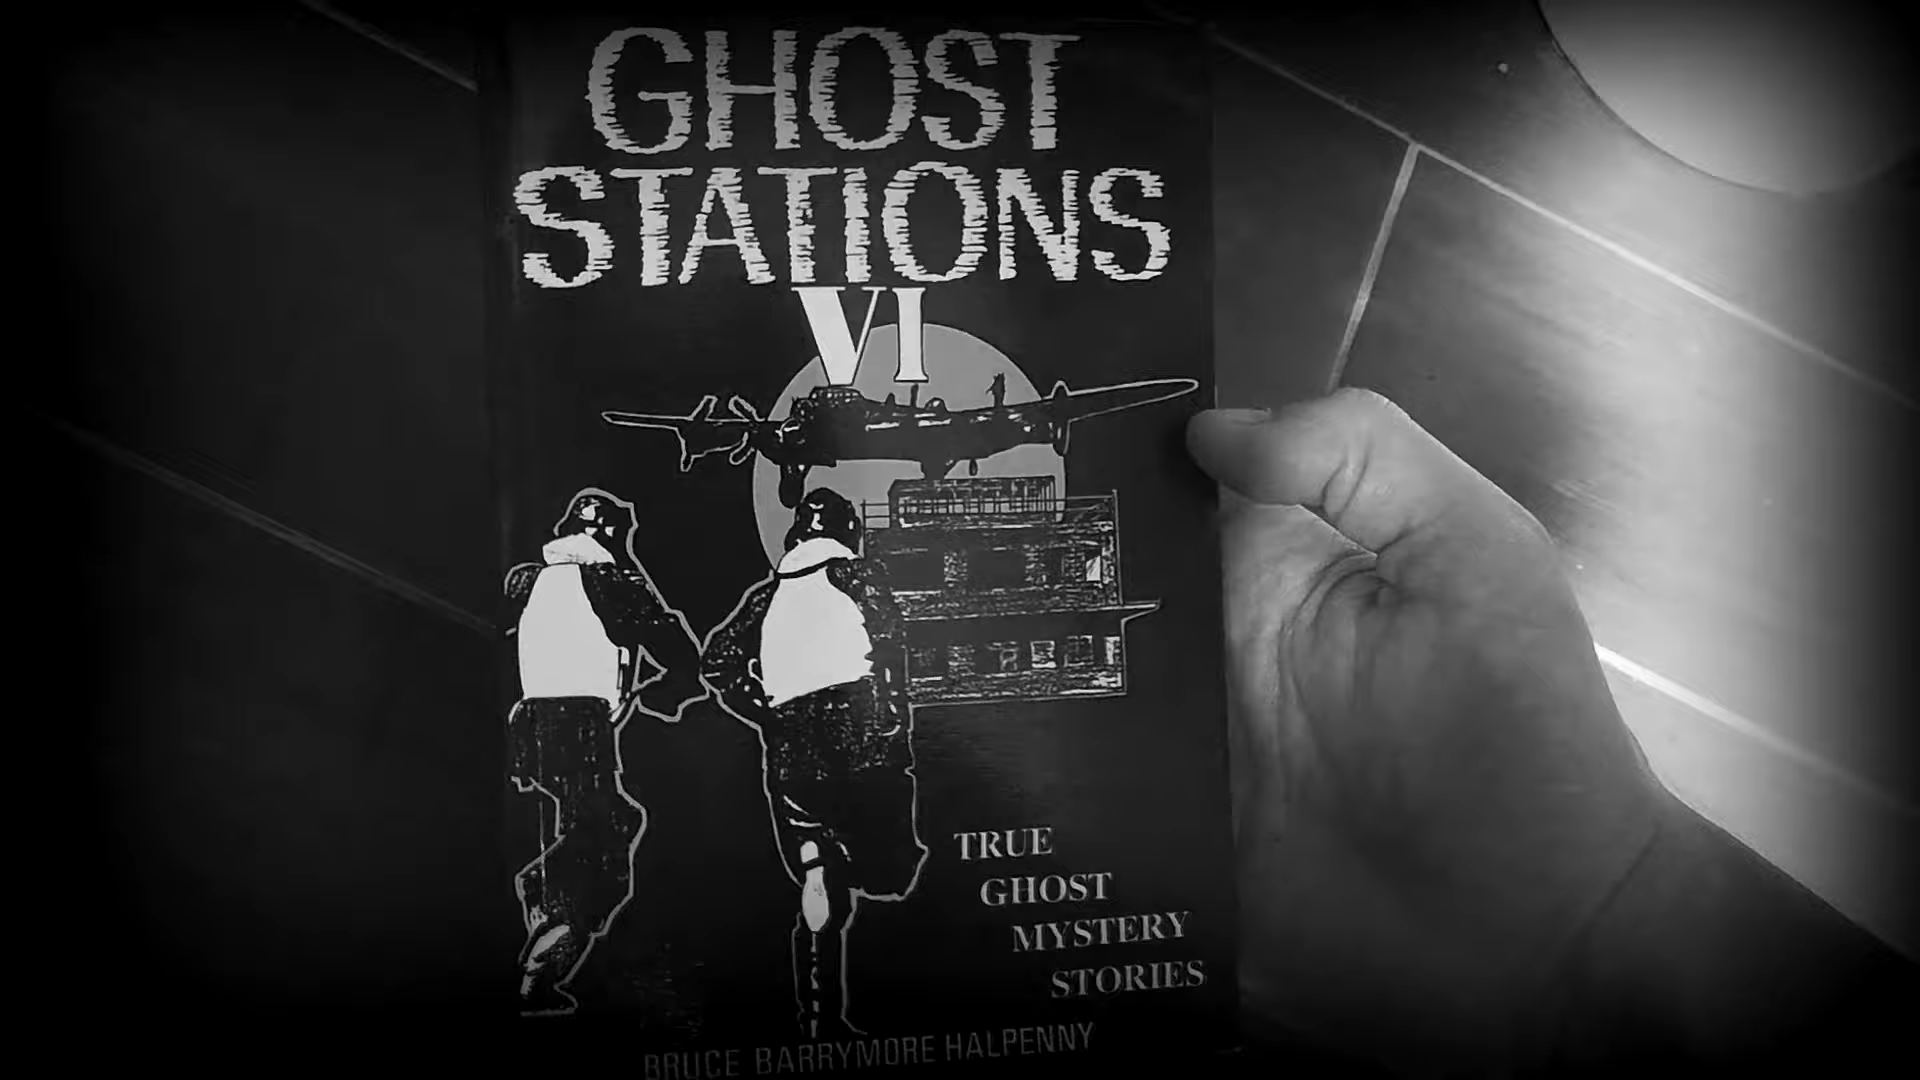 GHOST
STATIONS
VI
TRUE
GHOST
MYSTERY
STORIES
BRUCE BARRYMORE HALPENNY